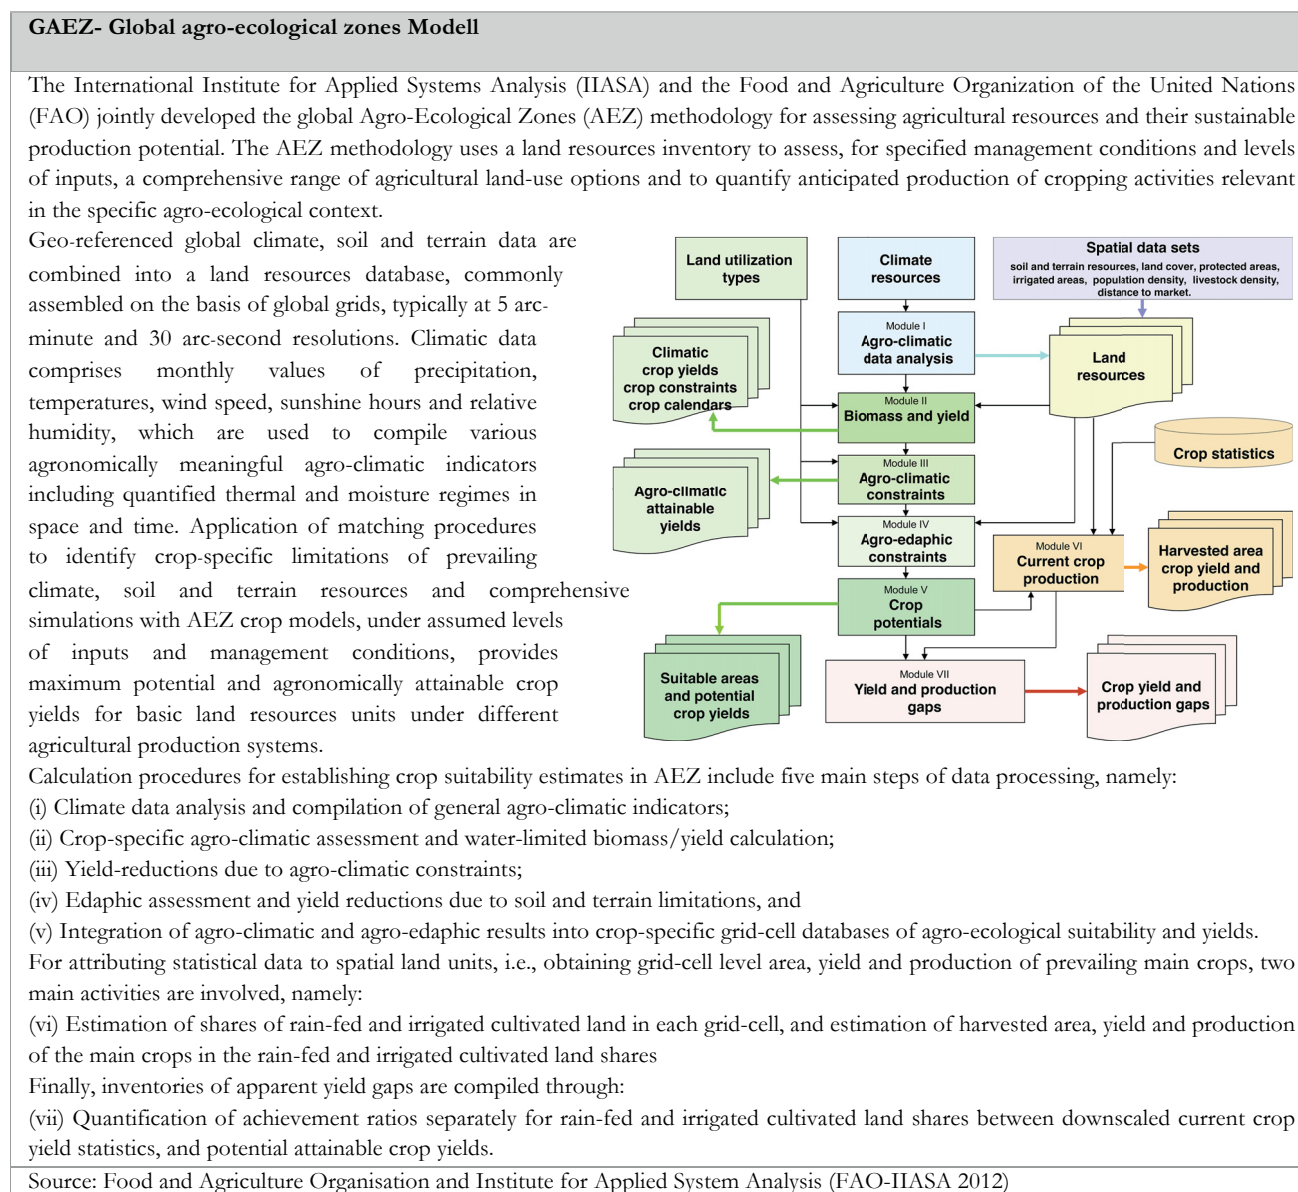 GAEZ- Global agro-ecological zones Modell
The International Institute for Applied Systems Analysis (IIASA) and the Food and Agriculture Organization of the United Nations
(FAO) jointly developed the global Agro-Ecological Zones (AEZ) methodology for assessing agricultural resources and their sustainable
production potential. The AEZ methodology uses a land resources inventory to assess, for specified management conditions and levels
of inputs, a comprehensive range of agricultural land-use options and to quantify anticipated production of cropping activities relevant
in the specific agro-ecological context.
Geo-referenced global climate, soil and terrain data are
combined into a land resources database, commonly
assembled on the basis of global grids, typically at 5 arc-
minute and 30 arc-second resolutions. Climatic data
comprises monthly values of precipitation,
temperatures, wind speed, sunshine hours and relative
humidity, which are used to compile various
agronomically meaningful agro-climatic indicators
including quantified thermal and moisture regimes in
space and time. Application of matching procedures
to identify crop-specific limitations of prevailing
climate, soil and terrain resources and comprehensive
simulations with AEZ crop models, under assumed levels
of inputs and management conditions, provides
maximum potential and agronomically attainable crop
yields for basic land resources units under different
agricultural production systems.
Land utilization
types
Climate
resources
Spatial data sets
soil and terrain resources, land cover, protected areas,
irrigated areas, population density, livestock density,
distance to market.
Module I
Agro-climatic
data analysis
Climatic
crop yields
crop constraints
crop calendars
Land
resources
Module II
Biomass and yield
Crop statistics
Module III
Agro-climatic
constraints
Agro-climatic
attainable
yields
Module IV
Agro-edaphic
constraints
Module VI
Current crop
production
Harvested area
crop yield and
production
Module V
Crop
potentials
Suitable areas
and potential
crop yields
Module VII
Yield and production
gaps
Crop yield and
production gaps
Calculation procedures for establishing crop suitability estimates in AEZ include five main steps of data processing, namely:
(i) Climate data analysis and compilation of general agro-climatic indicators;
(ii) Crop-specific agro-climatic assessment and water-limited biomass/yield calculation;
(iii) Yield-reductions due to agro-climatic constraints;
(iv) Edaphic assessment and yield reductions due to soil and terrain limitations, and
(v) Integration of agro-climatic and agro-edaphic results into crop-specific grid-cell databases of agro-ecological suitability and yields.
For attributing statistical data to spatial land units, i.e., obtaining grid-cell level area, yield and production of prevailing main crops, two
main activities are involved, namely:
(vi) Estimation of shares of rain-fed and irrigated cultivated land in each grid-cell, and estimation of harvested area, yield and production
of the main crops in the rain-fed and irrigated cultivated land shares
Finally, inventories of apparent yield gaps are compiled through:
(vii) Quantification of achievement ratios separately for rain-fed and irrigated cultivated land shares between downscaled current crop
yield statistics, and potential attainable crop yields.
Source: Food and Agriculture Organisation and Institute for Applied System Analysis (FAO-IIASA 2012)